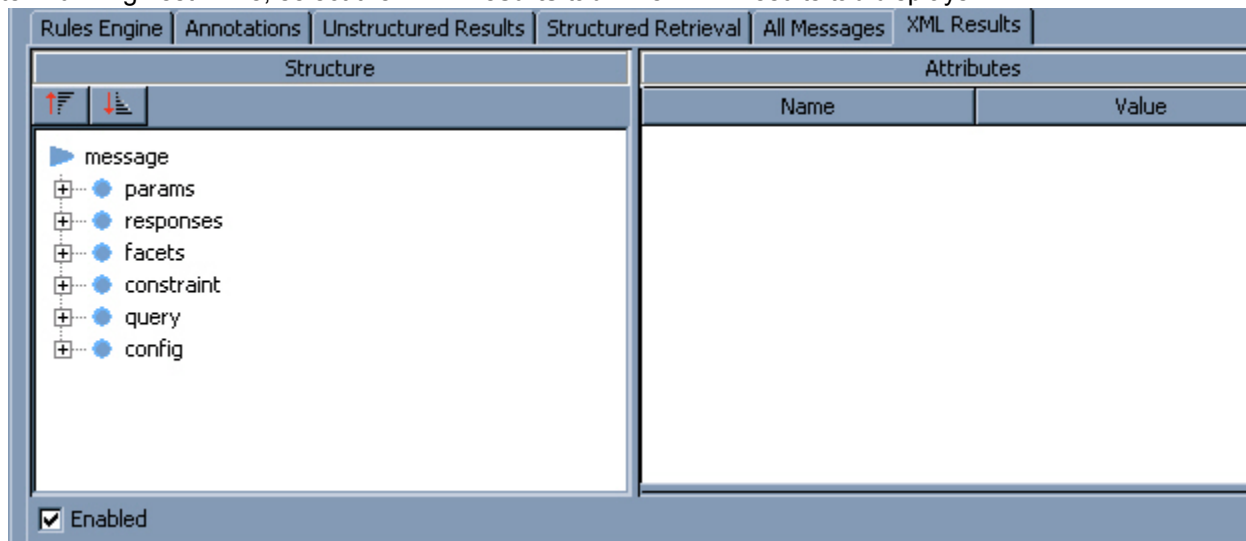 Rules Engine Annotations Unstructured Results Structured Retrieval All Messages XML Results
Structure Attributes
Name Value
message
params
responses
facets
constraint
query
config
Enabled